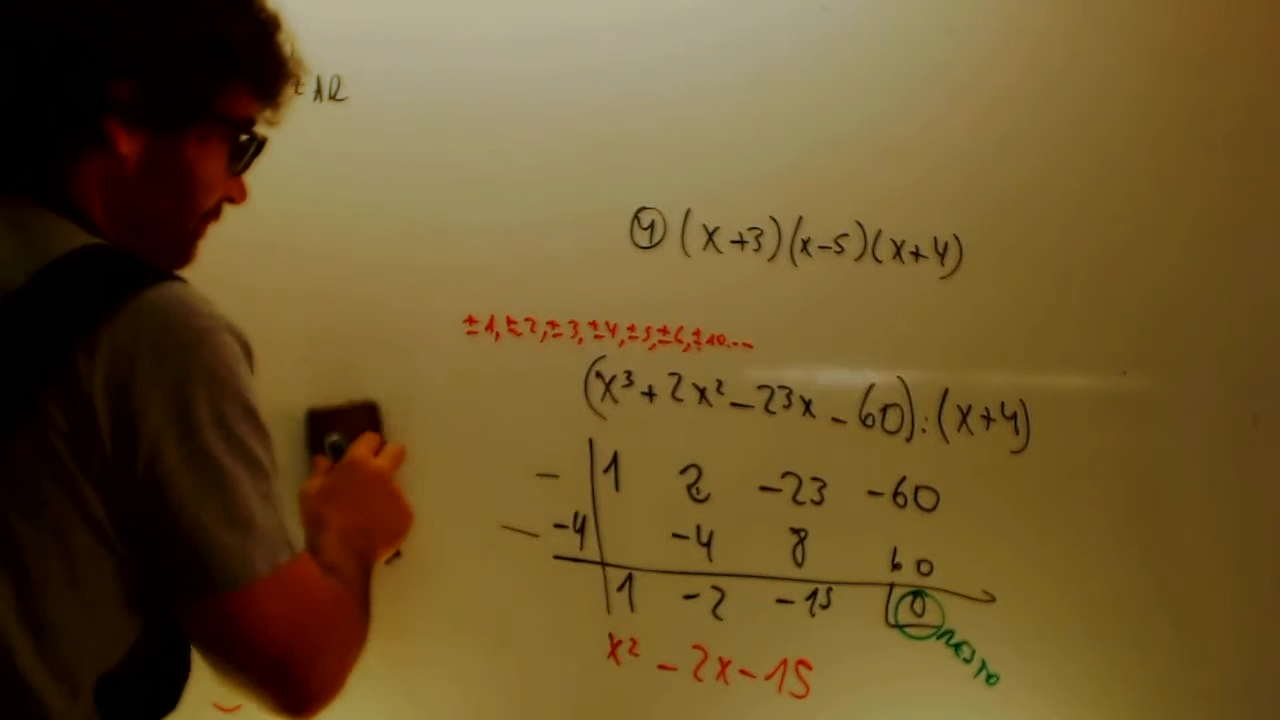 ④ (x+3)(x-5)(x+4)
±1, ±2, ±3, ±4, ±5, ±6, ±10....
(x³ + 2x² - 23x - 60) : (x+4)
1 2 -23 -60
-4 -4 8 60
1 -2 -15 0
resto
x² - 2x - 15